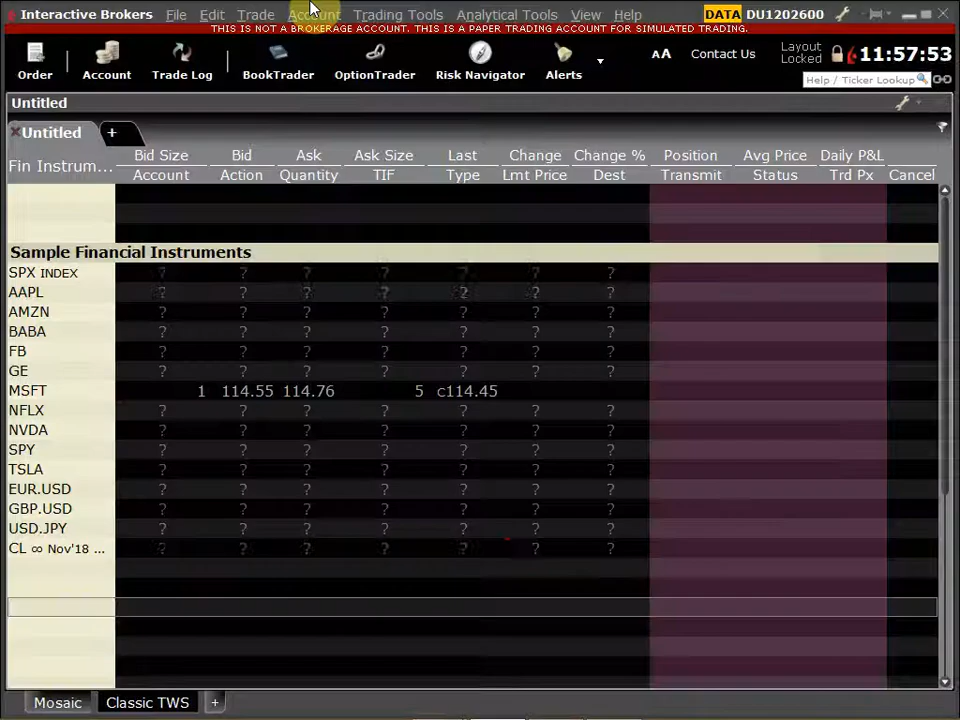 Interactive Brokers File Edit Trade Account Trading Tools Analytical Tools View Help DATA DU1202600
THIS IS NOT A BROKERAGE ACCOUNT. THIS IS A PAPER TRADING ACCOUNT FOR SIMULATED TRADING.
Order Account Trade Log BookTrader OptionTrader Risk Navigator Alerts AA Contact Us Layout Locked 11:57:53
Help / Ticker Lookup
Untitled
Untitled +
Fin Instrum... Bid Size Bid Ask Ask Size Last Change Change % Position Avg Price Daily P&L
Account Action Quantity TIF Type Lmt Price Dest Transmit Status Trd Px Cancel
Sample Financial Instruments
SPX INDEX ? ? ? ? ? ? ?
AAPL ? ? ? ? ? ? ?
AMZN ? ? ? ? ? ? ?
BABA ? ? ? ? ? ? ?
FB ? ? ? ? ? ? ?
GE ? ? ? ? ? ? ?
MSFT 1 114.55 114.76 5 c114.45
NFLX ? ? ? ? ? ? ?
NVDA ? ? ? ? ? ? ?
SPY ? ? ? ? ? ? ?
TSLA ? ? ? ? ? ? ?
EUR.USD ? ? ? ? ? ? ?
GBP.USD ? ? ? ? ? ? ?
USD.JPY ? ? ? ? ? ? ?
CL ∞ Nov'18 ... ? ? ? ? ? ? ?
Mosaic Classic TWS +